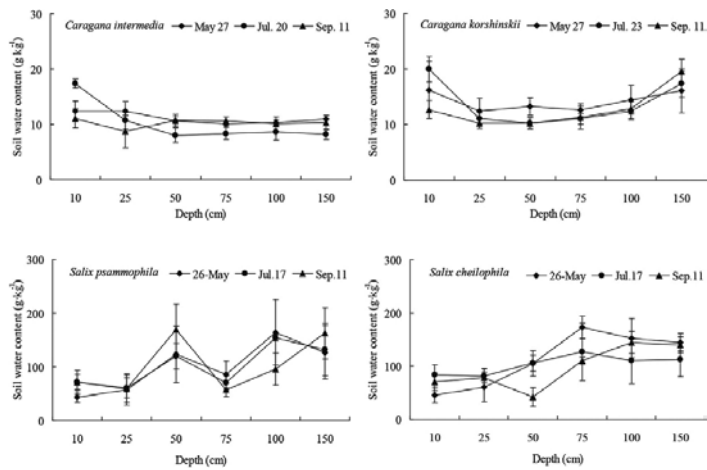 Caragana intermedia May 27 Jul. 20 Sep. 11
Soil water content (g·kg⁻¹)
30
20
10
0
10 25 50 75 100 150
Depth (cm)
Caragana korshinskii May 27 Jul. 23 Sep. 11.
Soil water content (g·kg⁻¹)
30
20
10
0
10 25 50 75 100 150
Depth (cm)
Salix psammophila 26-May Jul.17 Sep.11
Soil water content (g·kg⁻¹)
300
200
100
0
10 25 50 75 100 150
Depth (cm)
Salix cheilophila 26-May Jul.17 Sep.11
Soil water content (g·kg⁻¹)
300
200
100
0
10 25 50 75 100 150
Depth (cm)